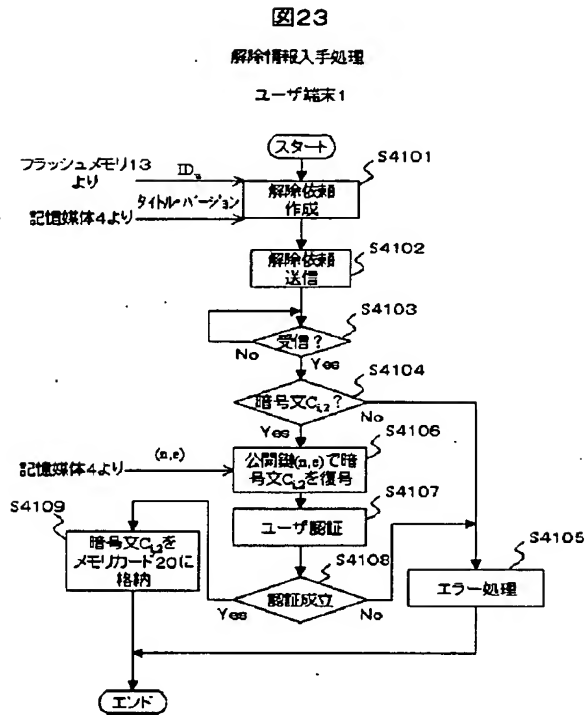 図23
解除情報入手処理
ユーザ端末1
スタート
S4101
フラッシュメモリ13
より
解除依頼
作成
タイトル・バージョン
記憶媒体4より
S4102
解除依頼
送信
S4103
受信?
No
Yes
S4104
暗号文Ci,2?
No
Yes
S4106
(n,e)
記憶媒体4より
公開鍵(n,e)で暗
号文Ci,2を復号
S4107
S4109
ユーザ認証
暗号文Ci,2を
メモリカード20に
格納
S4108
認証成立
Yes
No
S4105
エラー処理
エンド